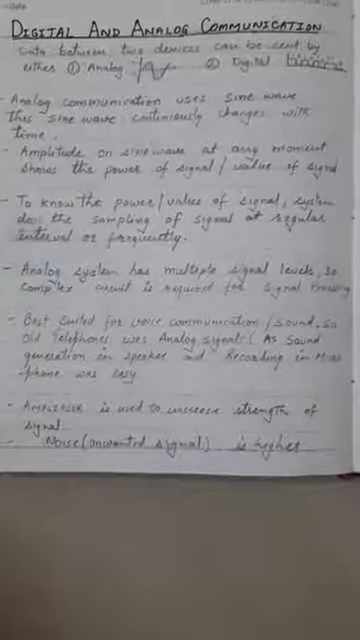 DIGITAL AND ANALOG COMMUNICATION
Data between two devices can be sent by
either ① Analog ② Digital
- Analog communication uses sine wave
this sine wave continiously changes with
time.
- Amplitude on sinewave at any moment
shows the power of signal / value of signal
- To know the power/value of signal, system
does the sampling of signal at regular
interval or frequently.
- Analog system has multiple signal levels, so
complex circuit is required for signal Processing
- Best suited for voice communication / sound. so
Old Telephones uses Analog signal (As sound
generation in speaker and Recording in Micro
-phone was easy
- Amplifier is used to increase strength of
signal
- Noise (unwanted signal) is higher